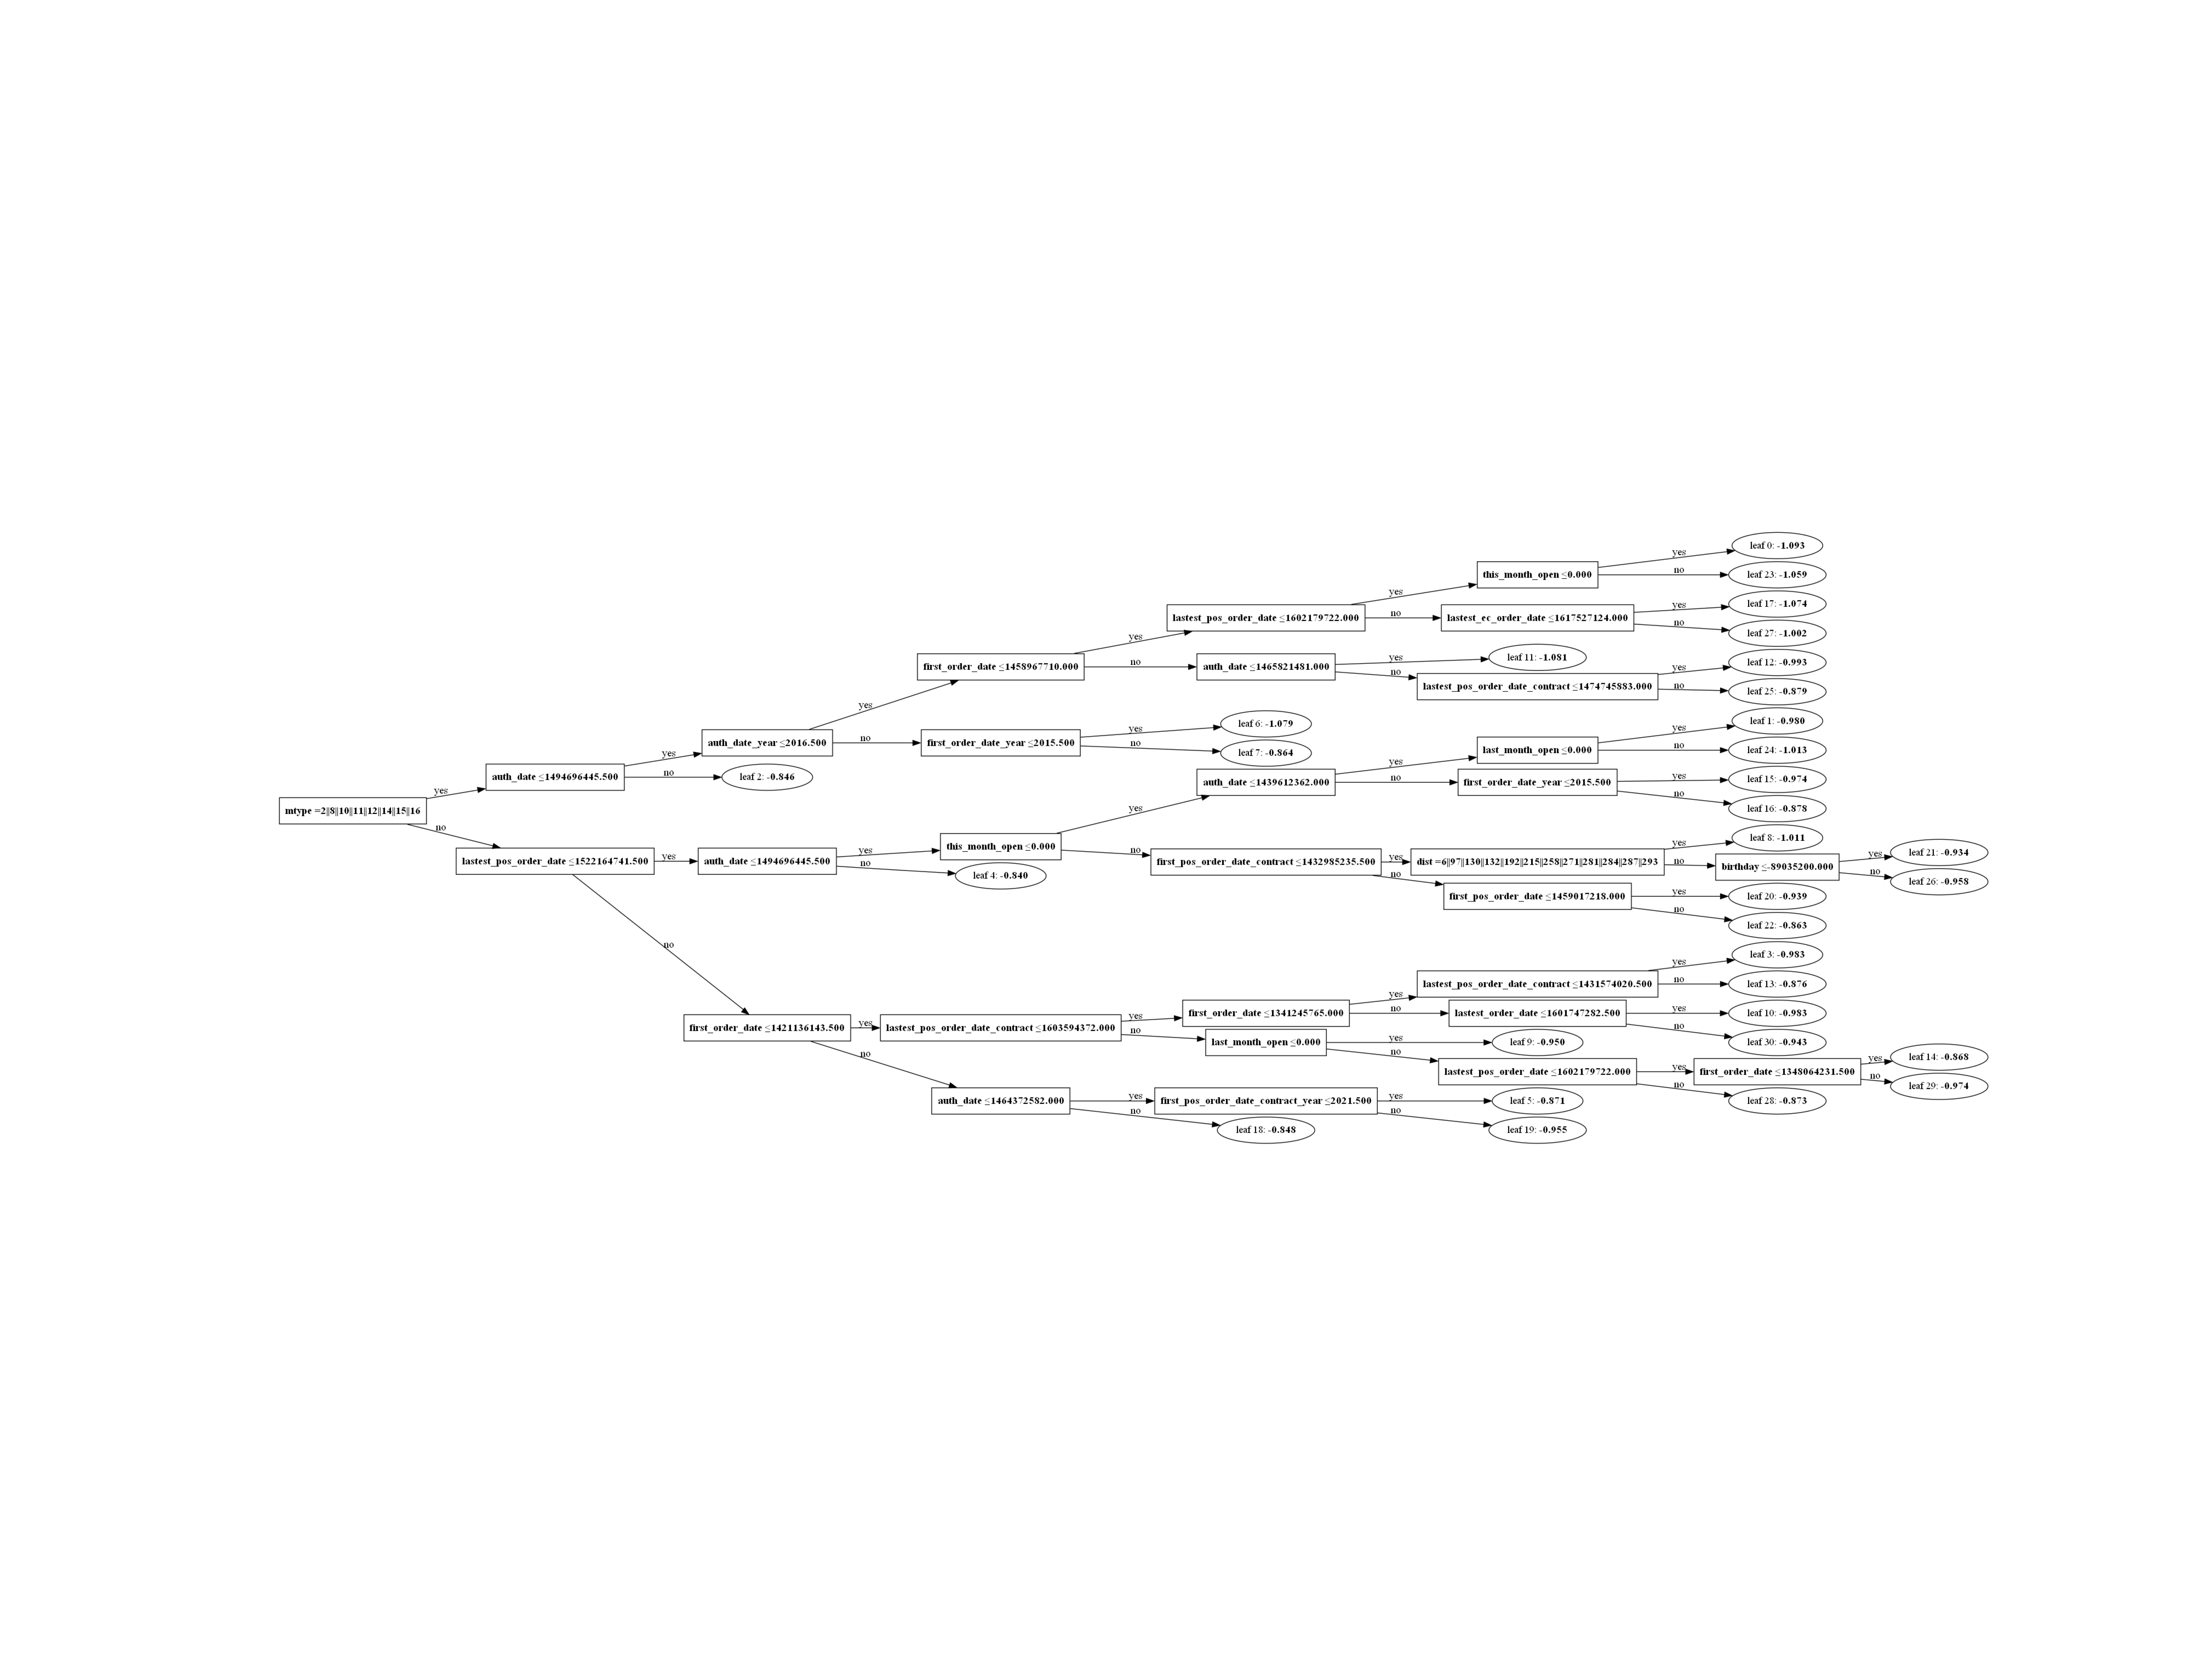 yes
leaf 0: -1.093
this_month_open ≤0.000
no
leaf 23: -1.059
yes
yes
leaf 17: -1.074
lastest_pos_order_date ≤1602179722.000
no
lastest_ec_order_date ≤1617527124.000
no
leaf 27: -1.002
yes
yes
leaf 11: -1.081
first_order_date ≤1458967710.000
no
auth_date ≤1465821481.000
yes
leaf 12: -0.993
no
lastest_pos_order_date_contract ≤1474745883.000
no
leaf 25: -0.879
yes
yes
leaf 6: -1.079
yes
leaf 1: -0.980
auth_date_year ≤2016.500
no
first_order_date_year ≤2015.500
no
leaf 7: -0.864
last_month_open ≤0.000
no
leaf 24: -1.013
yes
yes
auth_date ≤1494696445.500
no
leaf 2: -0.846
auth_date ≤1439612362.000
no
first_order_date_year ≤2015.500
yes
leaf 15: -0.974
yes
no
leaf 16: -0.878
mtype =2||8||10||11||12||14||15||16
yes
no
this_month_open ≤0.000
yes
leaf 8: -1.011
yes
no
lastest_pos_order_date ≤1522164741.500
yes
auth_date ≤1494696445.500
first_pos_order_date_contract ≤1432985235.500
yes
dist =6||97||130||132||192||215||258||271||281||284||287||293
no
birthday ≤-89035200.000
yes
leaf 21: -0.934
no
leaf 26: -0.958
no
leaf 4: -0.840
no
first_pos_order_date ≤1459017218.000
yes
leaf 20: -0.939
no
leaf 22: -0.863
no
yes
leaf 3: -0.983
lastest_pos_order_date_contract ≤1431574020.500
no
leaf 13: -0.876
yes
first_order_date ≤1341245765.000
no
lastest_order_date ≤1601747282.500
yes
leaf 10: -0.983
first_order_date ≤1421136143.500
yes
lastest_pos_order_date_contract ≤1603594372.000
yes
no
leaf 30: -0.943
no
last_month_open ≤0.000
yes
leaf 9: -0.950
no
no
lastest_pos_order_date ≤1602179722.000
yes
first_order_date ≤1348064231.500
yes
leaf 14: -0.868
no
leaf 29: -0.974
no
leaf 28: -0.873
auth_date ≤1464372582.000
yes
first_pos_order_date_contract_year ≤2021.500
yes
leaf 5: -0.871
no
leaf 18: -0.848
no
leaf 19: -0.955